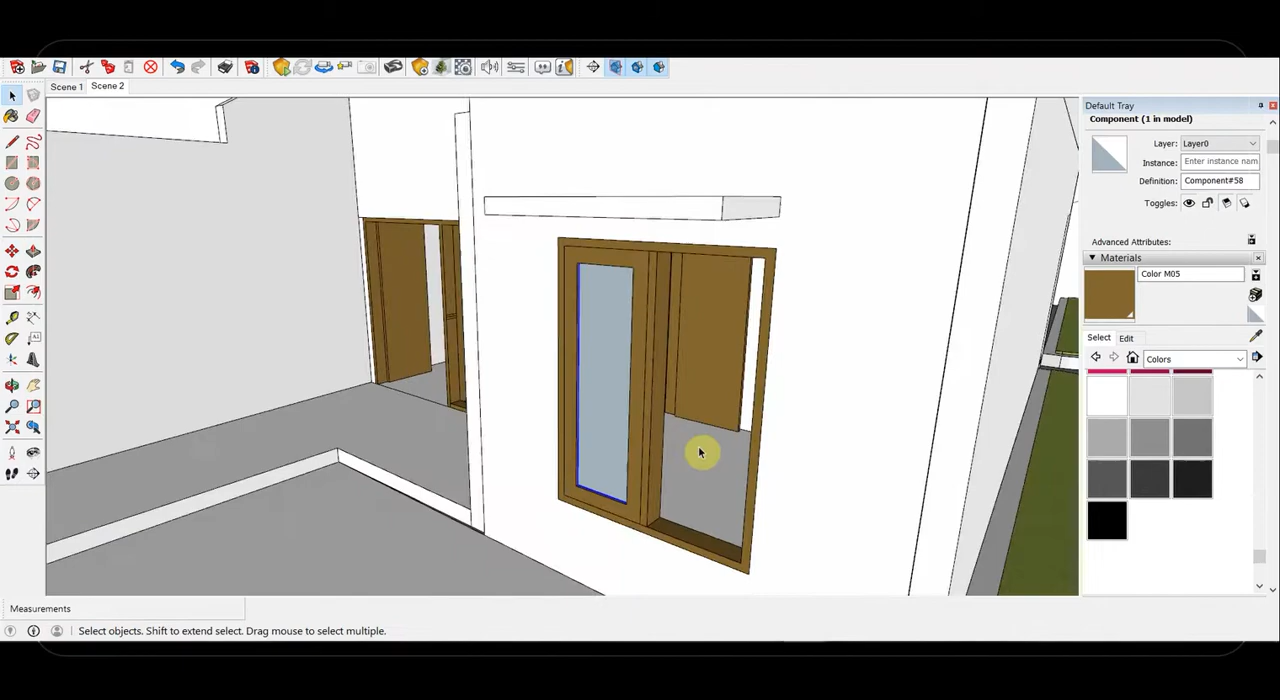 Scene 1
Scene 2
Default Tray
Component (1 in model)
Layer:
Layer0
Instance:
Enter instance nam
Definition:
Component#58
Toggles:
Advanced Attributes:
Materials
Color M05
Select
Edit
Colors
A1
Measurements
Select objects. Shift to extend select. Drag mouse to select multiple.